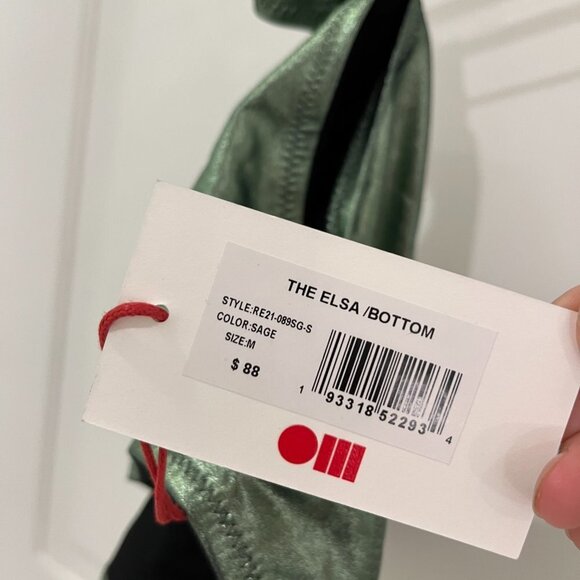 THE ELSA /BOTTOM
STYLE:RE21-089SG-S
COLOR:SAGE
SIZE:M
$ 88
1 93318 52293 4